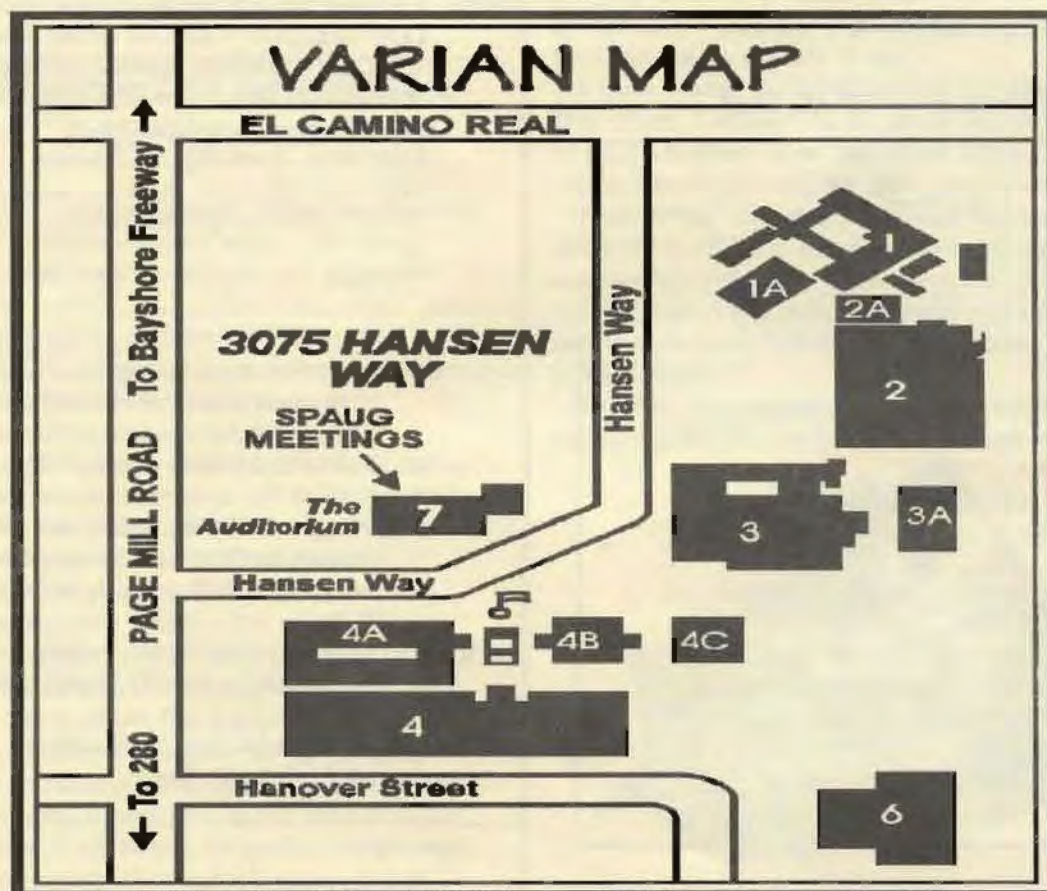 VARIAN MAP
EL CAMINO REAL
To Bayshore Freeway
PAGE MILL ROAD
To 280
Hansen Way
1
1A
2A
2
3075 HANSEN
WAY
SPAUG
MEETINGS
The
Auditorium
7
3
3A
Hansen Way
4A
4B
4C
4
Hanover Street
6